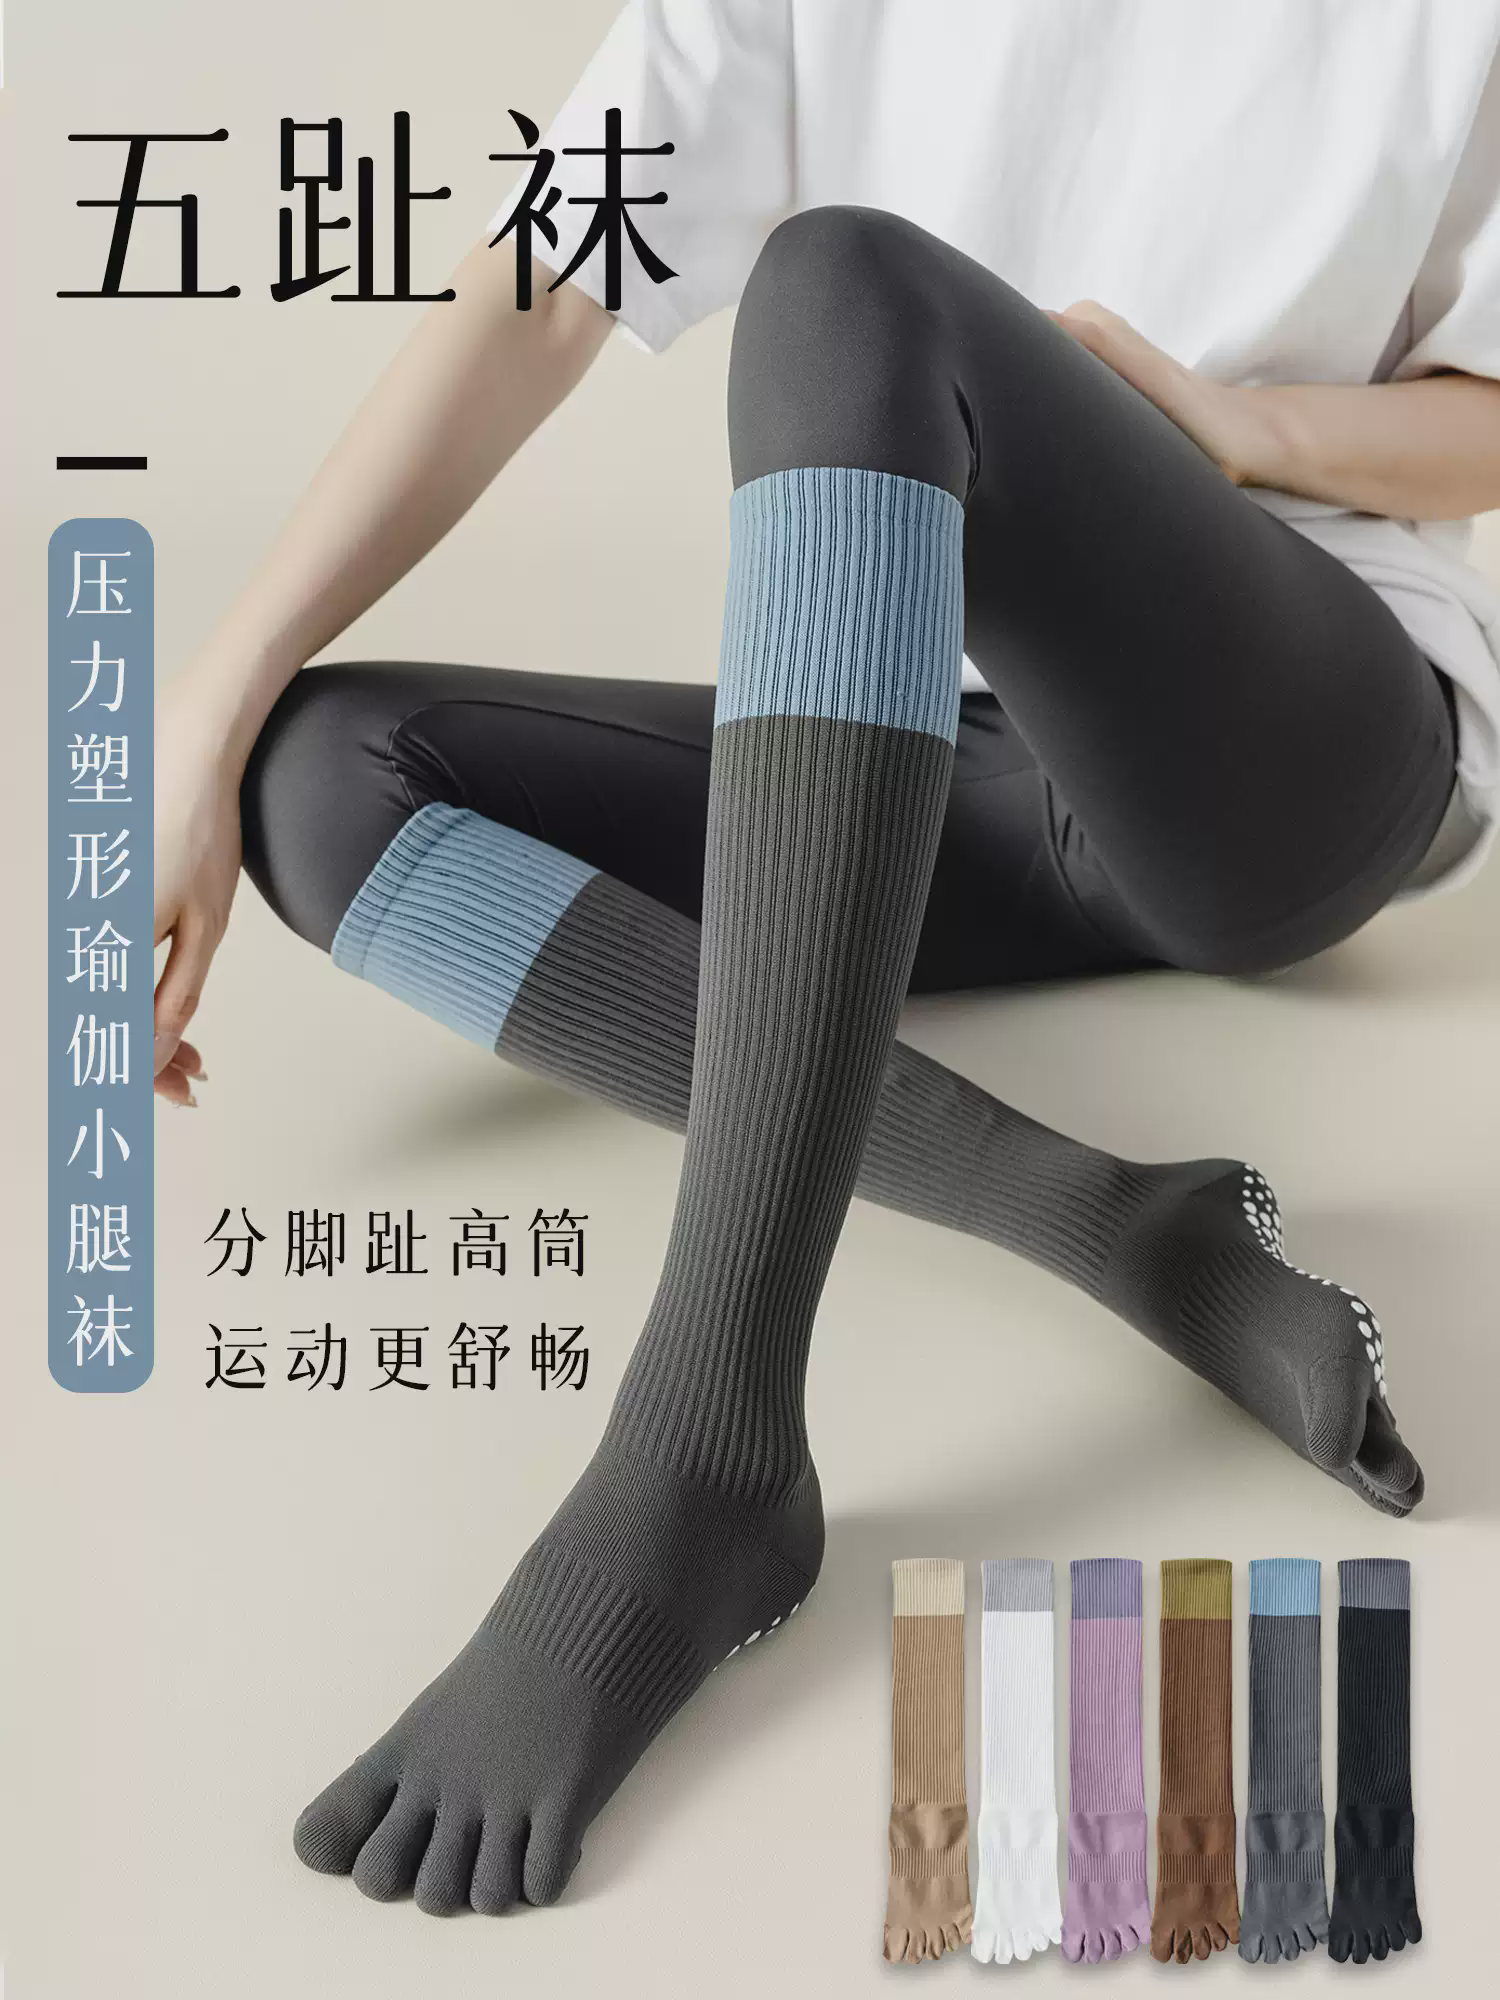 五趾袜
压力塑形瑜伽小腿袜
分脚趾高筒
运动更舒畅